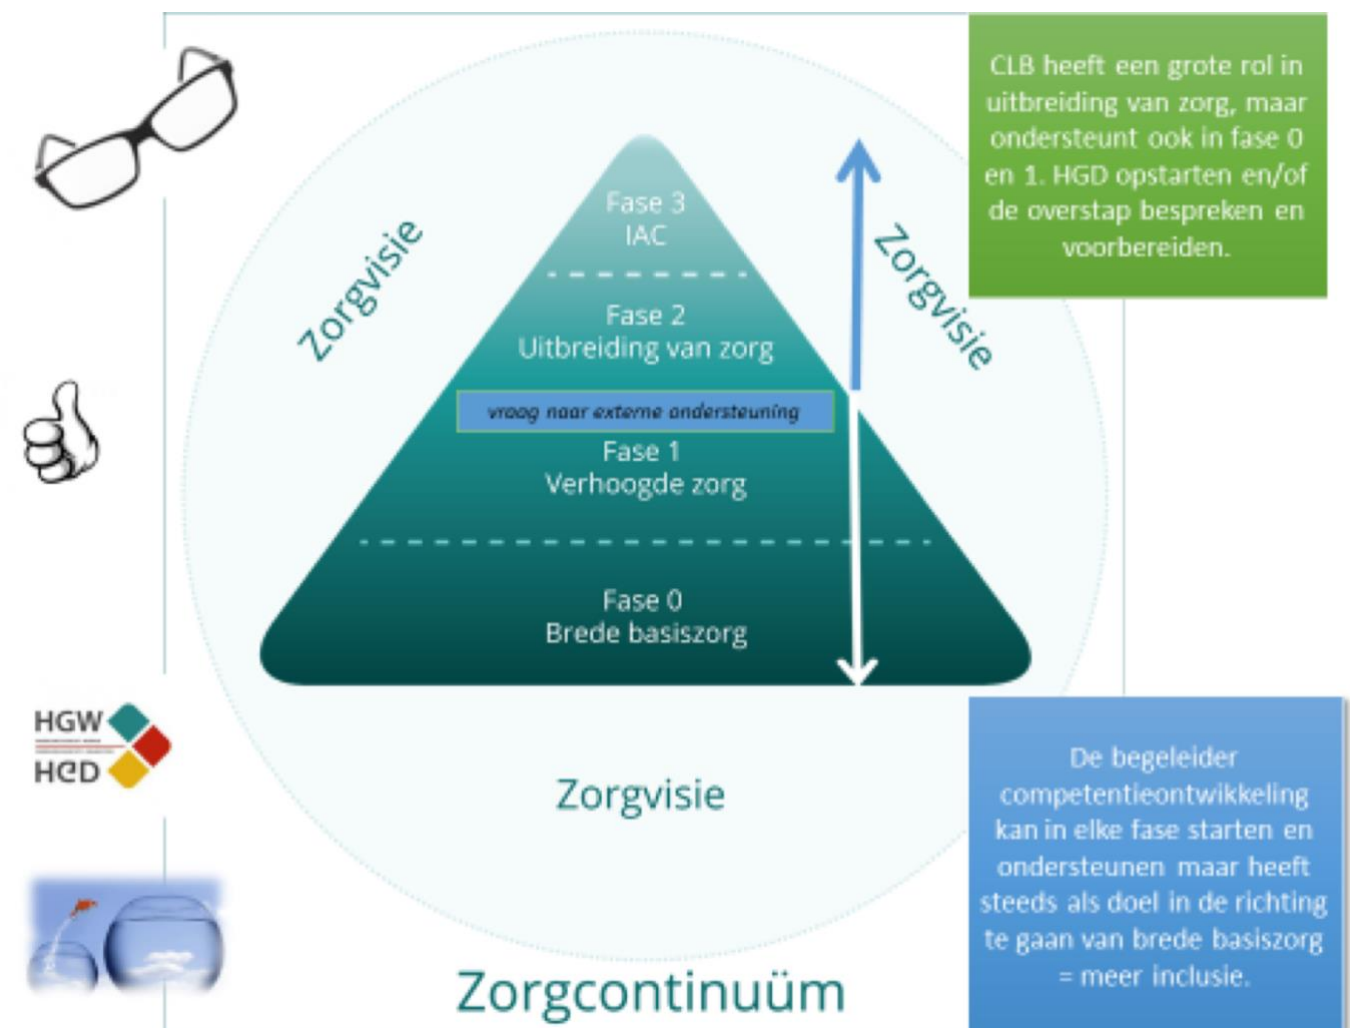 CLB heeft een grote rol in
uitbreiding van zorg, maar
ondersteunt ook in fase 0
en 1. HGD opstarten en/of
de overstap bespreken en
voorbereiden.
Zorgvisie
Zorgvisie
Fase 3
IAC
Fase 2
Uitbreiding van zorg
vraag naar externe ondersteuning
Fase 1
Verhoogde zorg
Fase 0
Brede basiszorg
HGW
HGD
Zorgvisie
De begeleider
competentieontwikkeling
kan in elke fase starten en
ondersteunen maar heeft
steeds als doel in de richting
te gaan van brede basiszorg
= meer inclusie.
Zorgcontinuüm